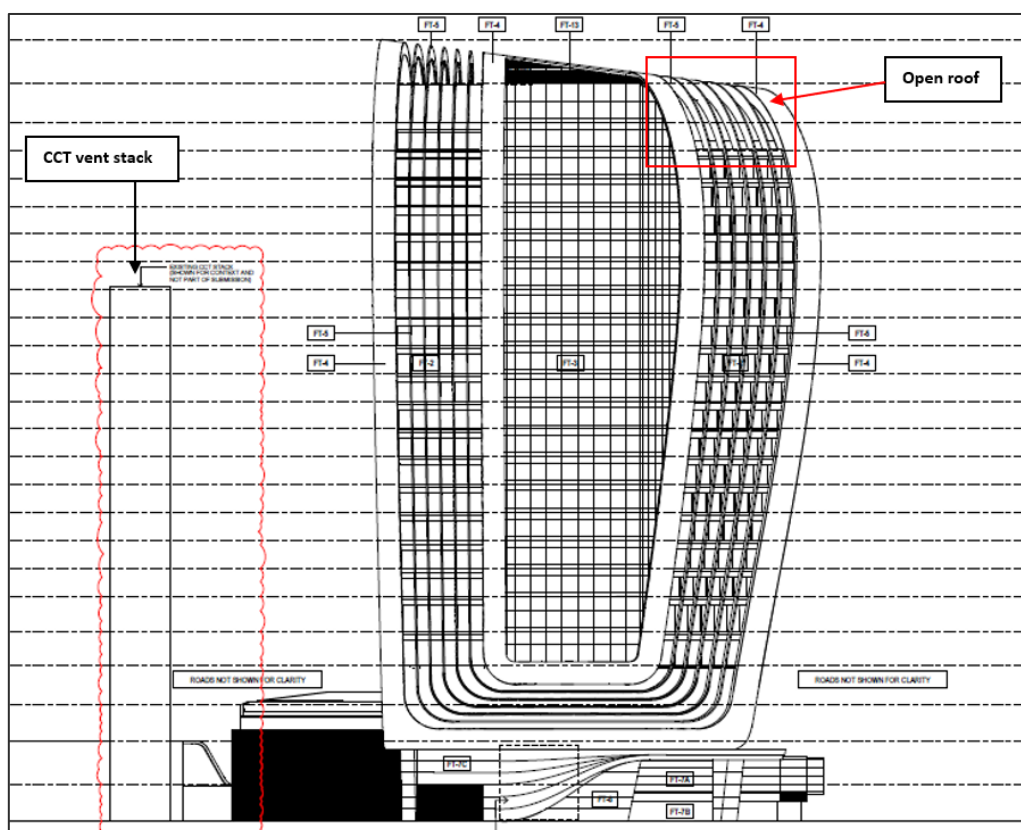 FT-5
FT-4
FT-13
FT-5
FT-4
Open roof
CCT vent stack
EXISTING CCT STACK
(SHOWN FOR CONTEXT AND
NOT PART OF SUBMISSION)
FT-5
FT-5
FT-4
FT-2
FT-3
FT-4
ROADS NOT SHOWN FOR CLARITY
ROADS NOT SHOWN FOR CLARITY
FT-7C
FT-7A
FT-7B